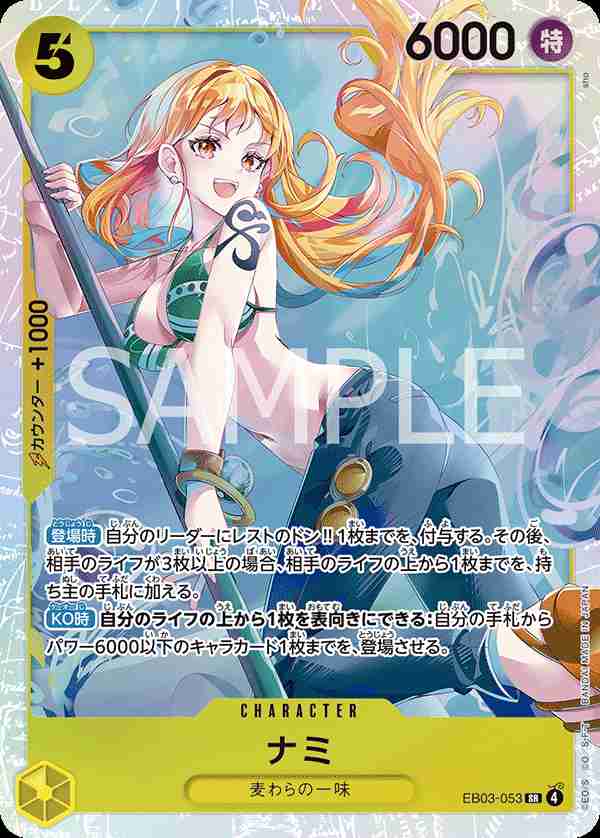 5
6000
特
カウンター +1000
SAMPLE
登場時 自分のリーダーにレストのドン!!1枚までを、付与する。その後、
相手のライフが3枚以上の場合、相手のライフの上から1枚までを、持
ち主の手札に加える。
KO時 自分のライフの上から1枚を表向きにできる:自分の手札から
パワー6000以下のキャラカード1枚までを、登場させる。
CHARACTER
ナミ
麦わらの一味
EB03-053 SR 4
©E.O/S ©O・S・F・T BANDAI MADE IN JAPAN